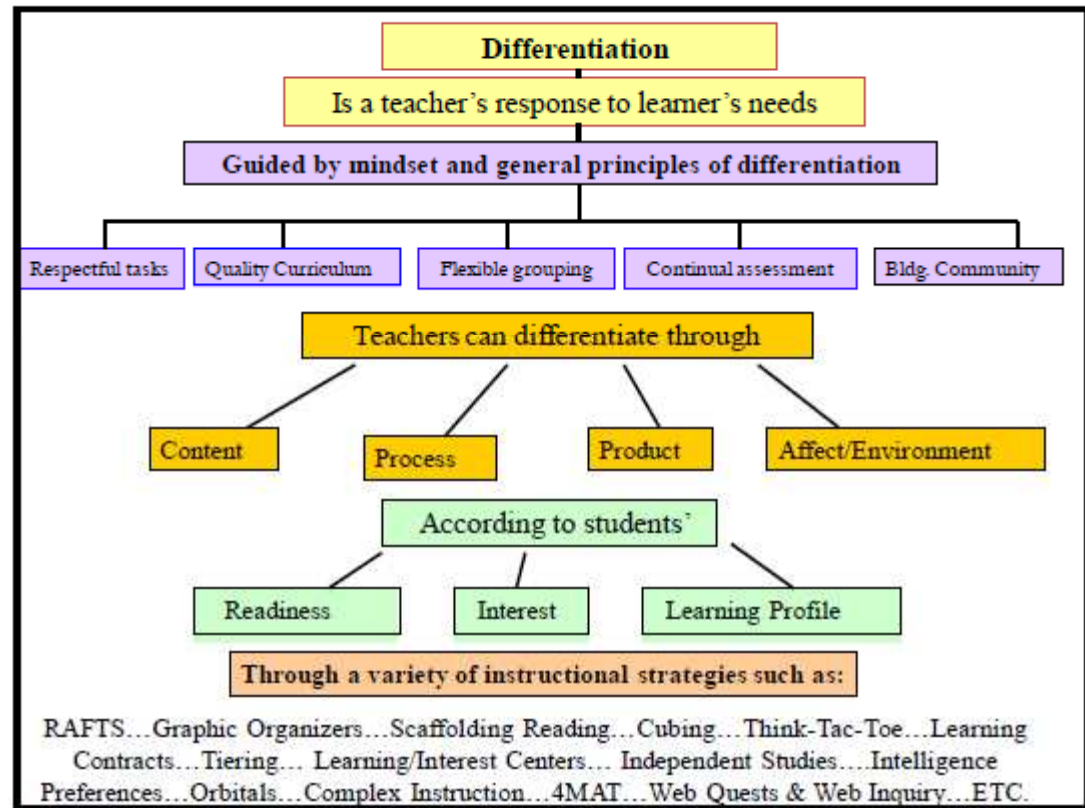 Differentiation
Is a teacher’s response to learner’s needs
Guided by mindset and general principles of differentiation
Respectful tasks
Quality Curriculum
Flexible grouping
Continual assessment
Bldg. Community
Teachers can differentiate through
Content
Process
Product
Affect/Environment
According to students’
Readiness
Interest
Learning Profile
Through a variety of instructional strategies such as:
RAFTS…Graphic Organizers…Scaffolding Reading…Cubing…Think-Tac-Toe…Learning
Contracts…Tiering… Learning/Interest Centers… Independent Studies….Intelligence
Preferences…Orbitals…Complex Instruction…4MAT…Web Quests & Web Inquiry…ETC.